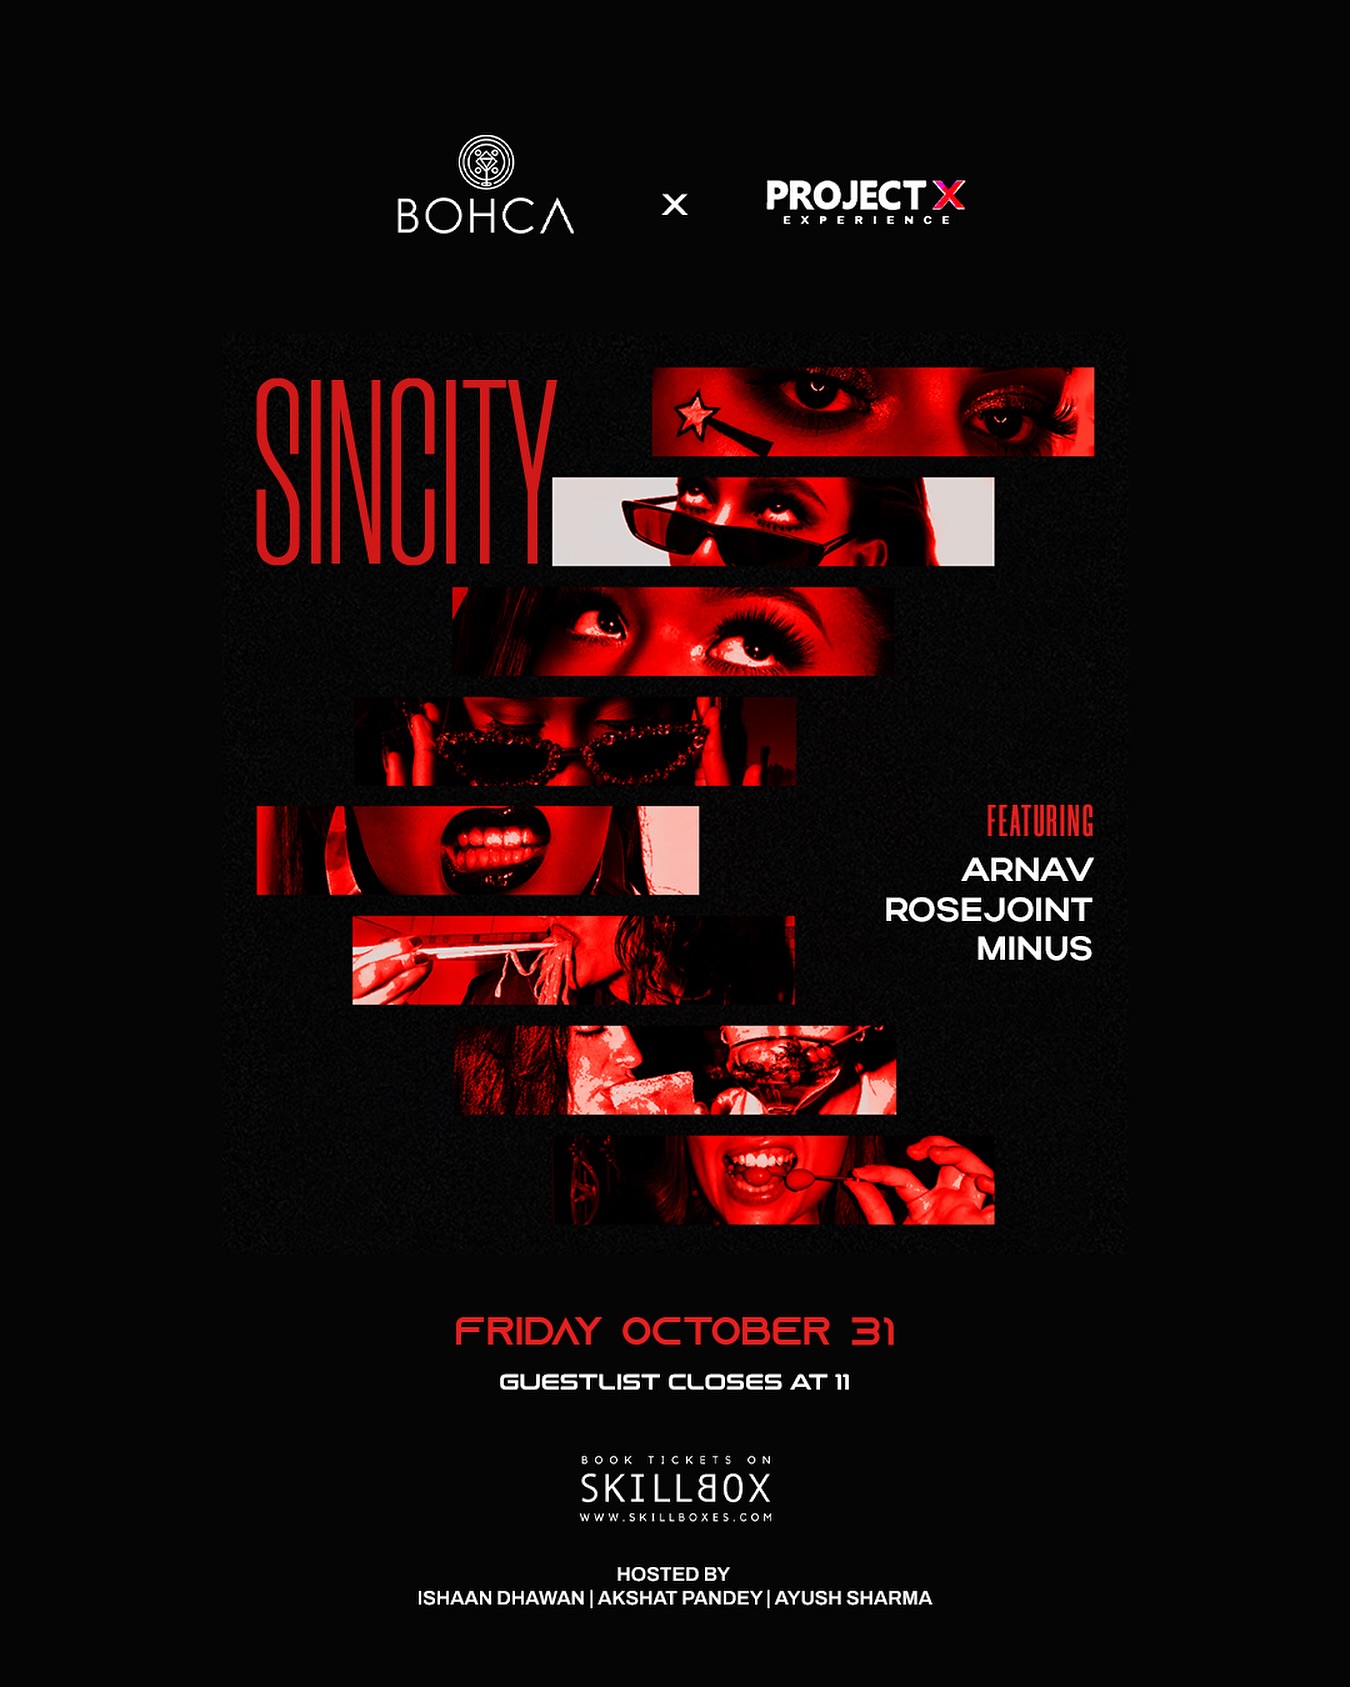 BOHCA
X
PROJECT X
EXPERIENCE
SINCITY
FEATURING
ARNAV
ROSEJOINT
MINUS
FRIDAY OCTOBER 31
GUESTLIST CLOSES AT 11
BOOK TICKETS ON
SKILLBOX
WWW.SKILLBOXES.COM
HOSTED BY
ISHAAN DHAWAN | AKSHAT PANDEY | AYUSH SHARMA